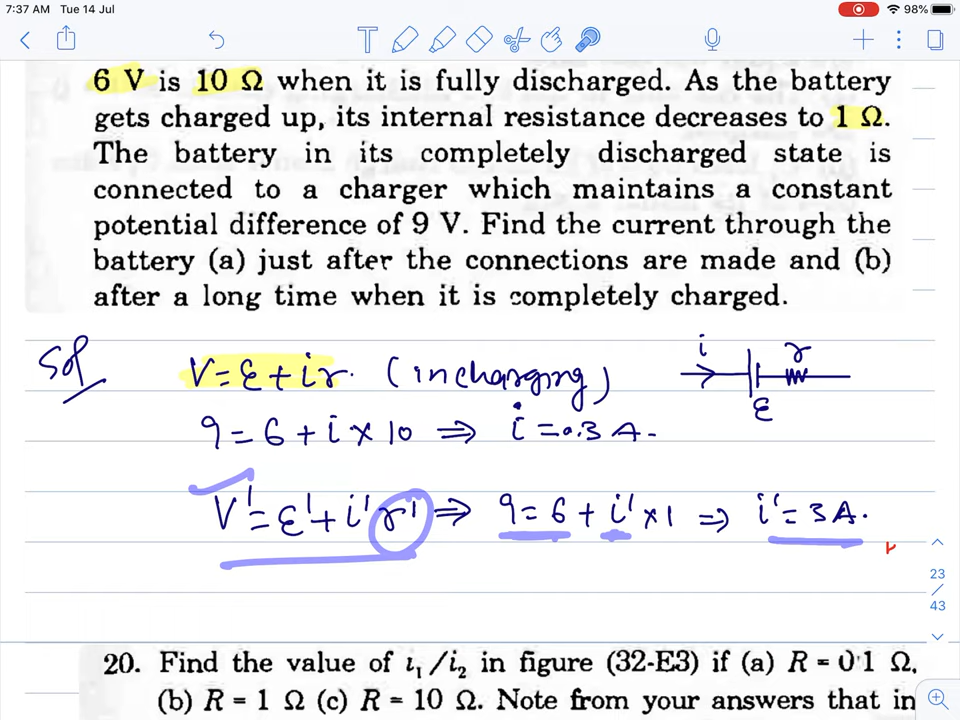 7:37 AM Tue 14 Jul
98%
6 V is 10 Ω when it is fully discharged. As the battery
gets charged up, its internal resistance decreases to 1 Ω.
The battery in its completely discharged state is
connected to a charger which maintains a constant
potential difference of 9 V. Find the current through the
battery (a) just after the connections are made and (b)
after a long time when it is completely charged.
Sol
V = ε + ir. (in charging)
i
r
ε
9 = 6 + i × 10 ⇒ i = 0.3 A.
V' = ε' + i' r' ⇒ 9 = 6 + i' × 1 ⇒ i' = 3 A.
23
/
43
20. Find the value of i₁/i₂ in figure (32-E3) if (a) R = 0.1 Ω,
(b) R = 1 Ω (c) R = 10 Ω. Note from your answers that in